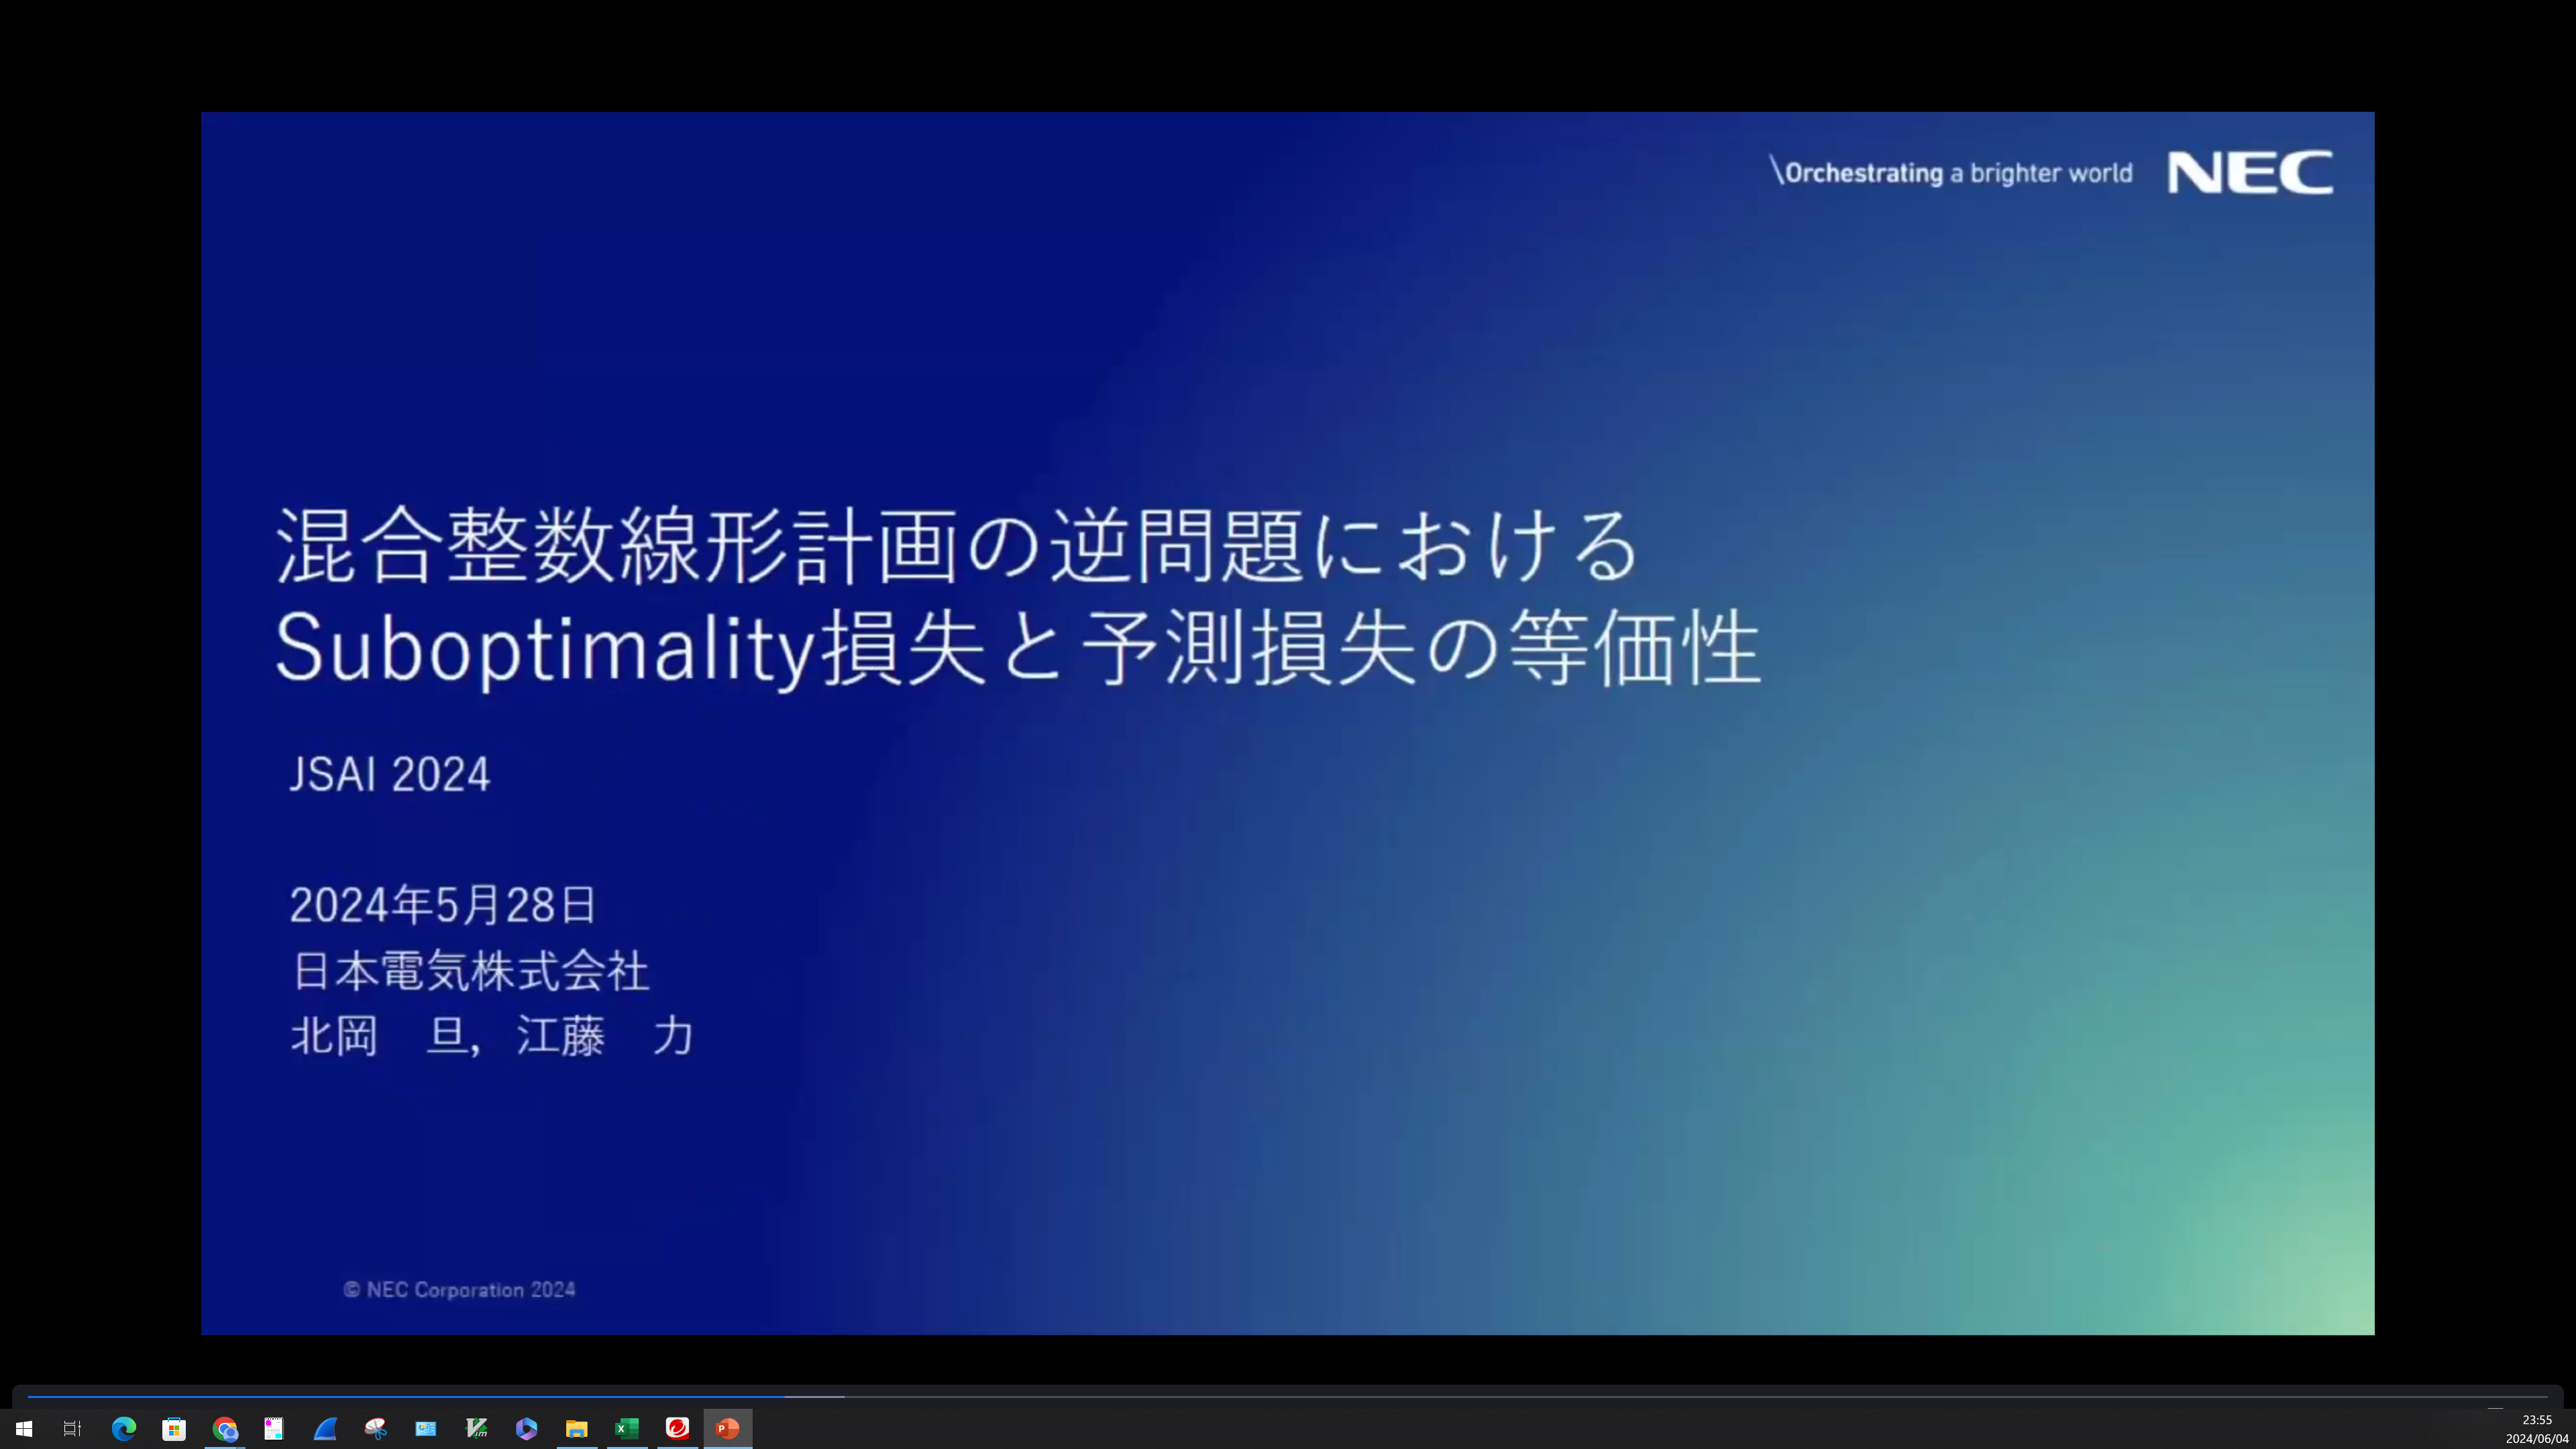 \Orchestrating a brighter world NEC
混合整数線形計画の逆問題における
Suboptimality損失と予測損失の等価性
JSAI 2024
2024年5月28日
日本電気株式会社
北岡　旦，江藤　力
© NEC Corporation 2024
23:55
2024/06/04